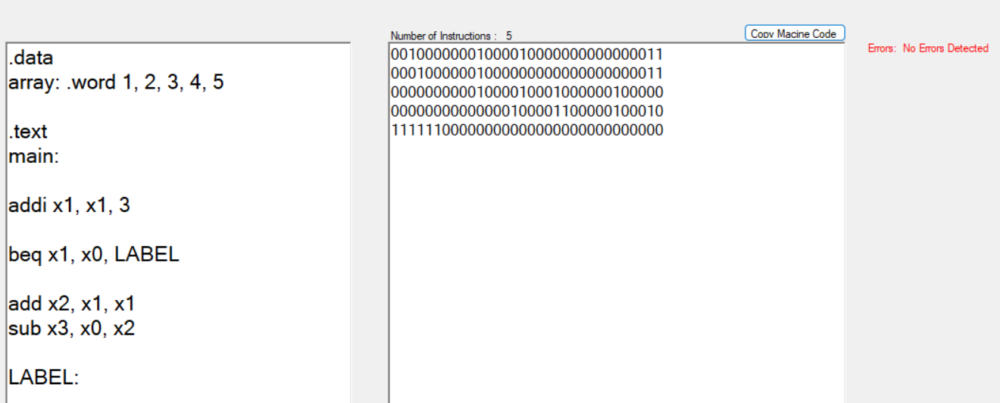 Number of Instructions : 5
Copy Macine Code
Errors: No Errors Detected
.data
array: .word 1, 2, 3, 4, 5
.text
main:
addi x1, x1, 3
beq x1, x0, LABEL
add x2, x1, x1
sub x3, x0, x2
LABEL:
00100000001000010000000000000011
00010000001000000000000000000011
00000000001000010001000000100000
00000000000000100001100000100010
11111100000000000000000000000000